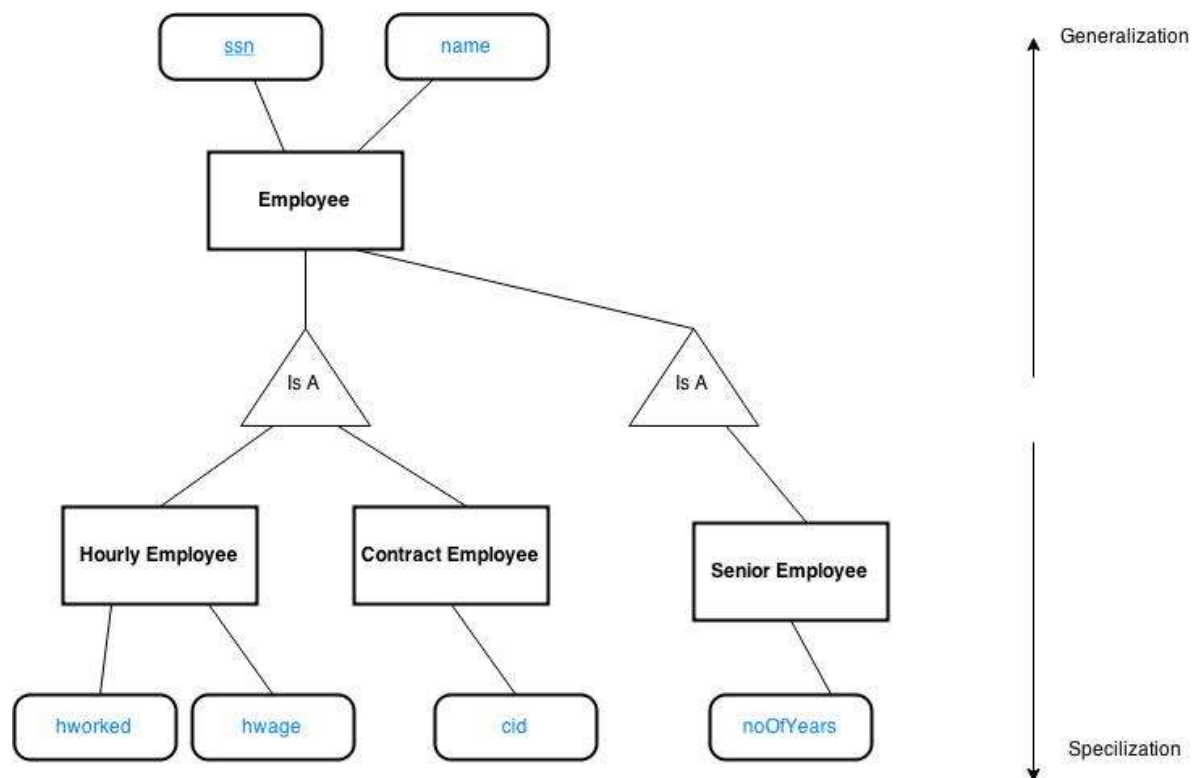 ssn
name
Generalization
Employee
Is A
Is A
Hourly Employee
Contract Employee
Senior Employee
hworked
hwage
cid
noOfYears
Specilization